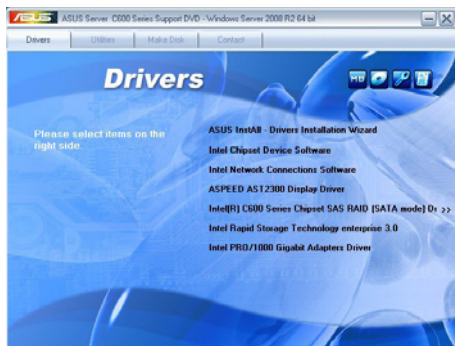 ASUS ASUS Server C600 Series Support DVD - Windows Server 2008 R2 64 bit
Drivers Utilities Make Disk Contact
Drivers
MB
Please select items on the
right side.
ASUS InstAll - Drivers Installation Wizard
Intel Chipset Device Software
Intel Network Connections Software
ASPEED AST2300 Display Driver
Intel(R) C600 Series Chipset SAS RAID (SATA mode) Dr >>
Intel Rapid Storage Technology enterprise 3.0
Intel PRO/1000 Gigabit Adapters Driver